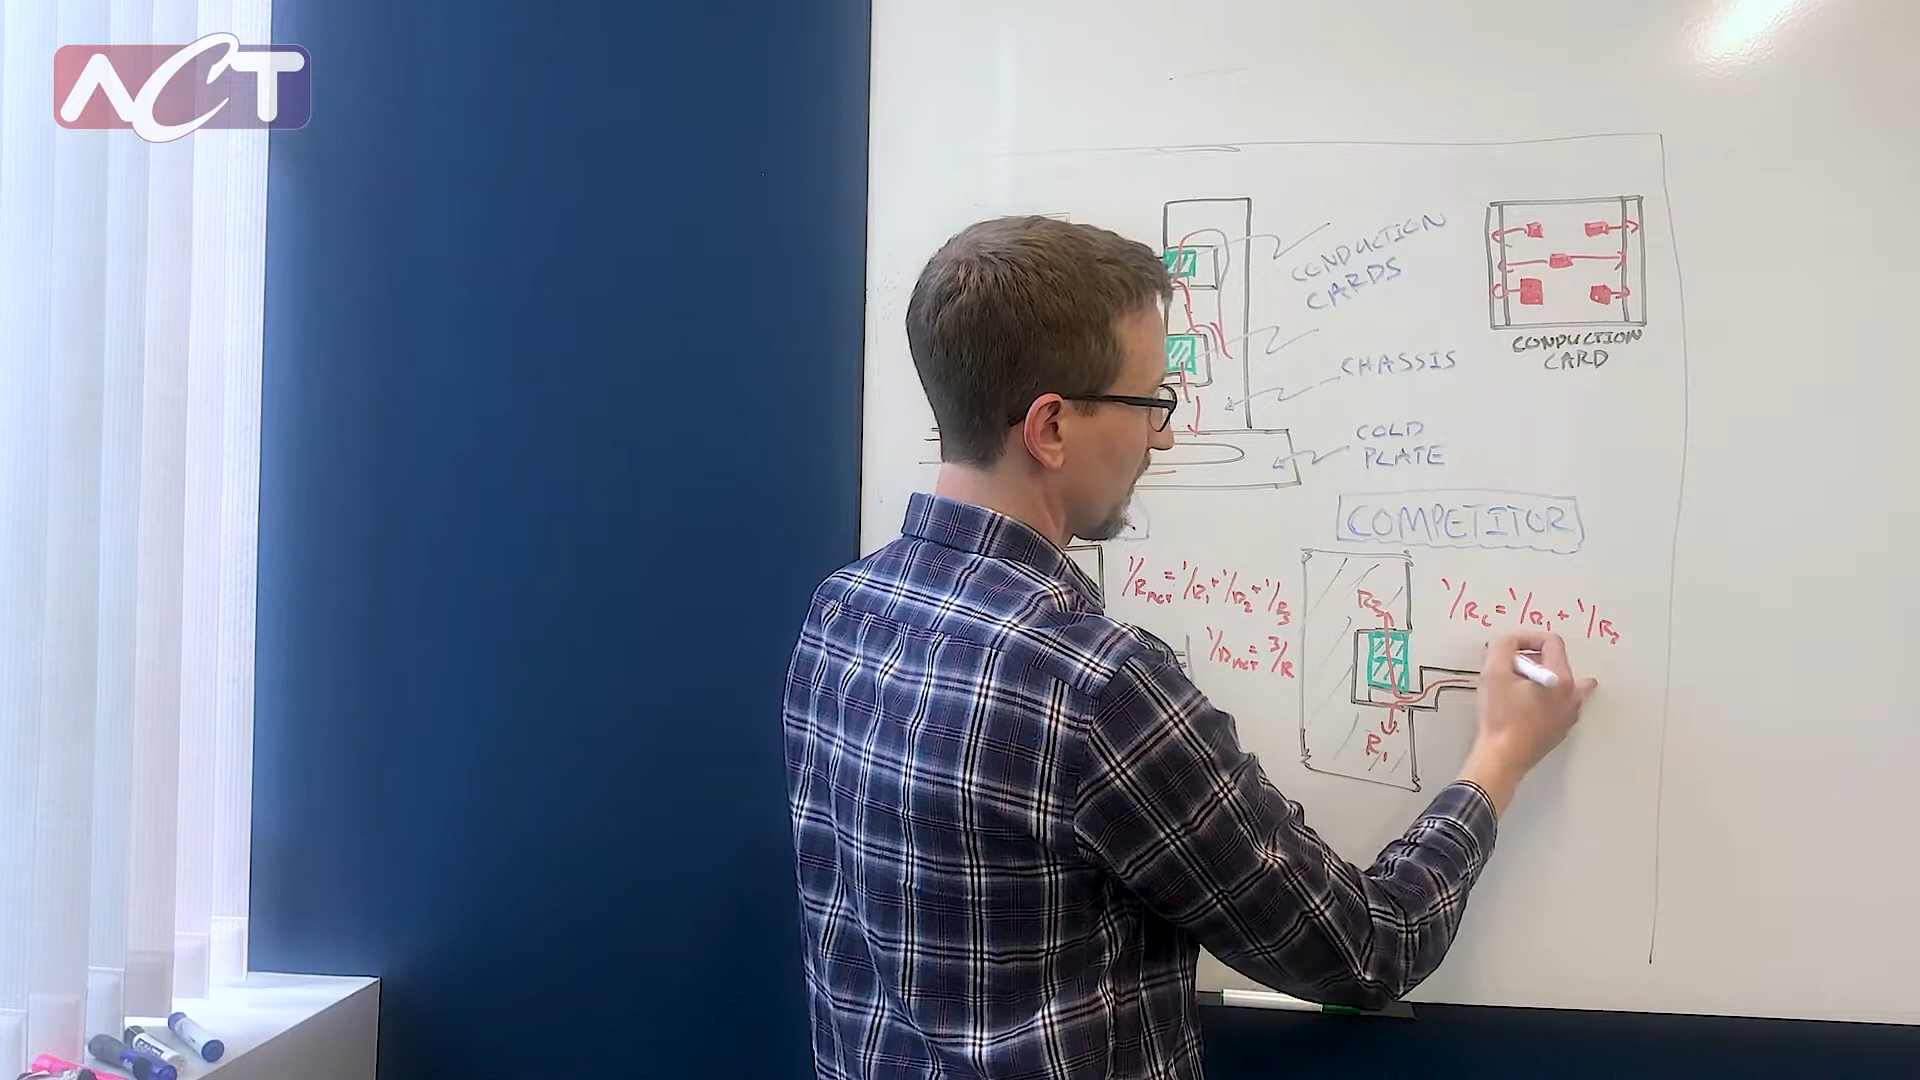 ACT
CONDUCTION
CARDS
CONDUCTION
CARD
CHASSIS
COLD
PLATE
COMPETITOR
1/RACT = 1/R1 + 1/R2 + 1/R3
1/RACT = 3/R
R3
1/Rc = 1/R1 + 1/R3
R1